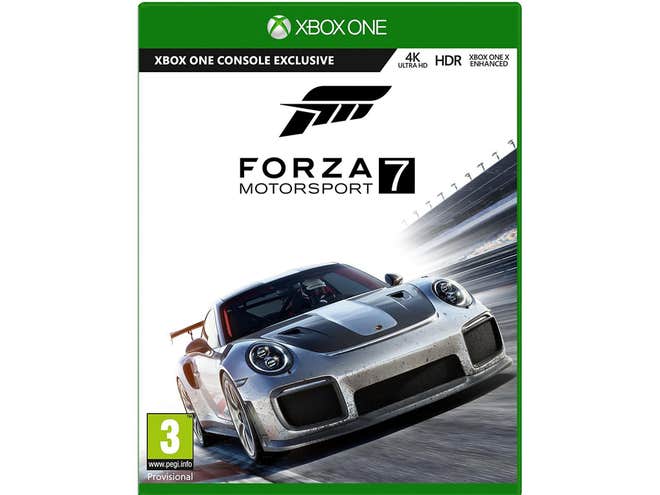 XBOX ONE
XBOX ONE CONSOLE EXCLUSIVE
4K
ULTRA HD
HDR
XBOX ONE X
ENHANCED
FORZA
MOTORSPORT 7
3
™
www.pegi.info
Provisional